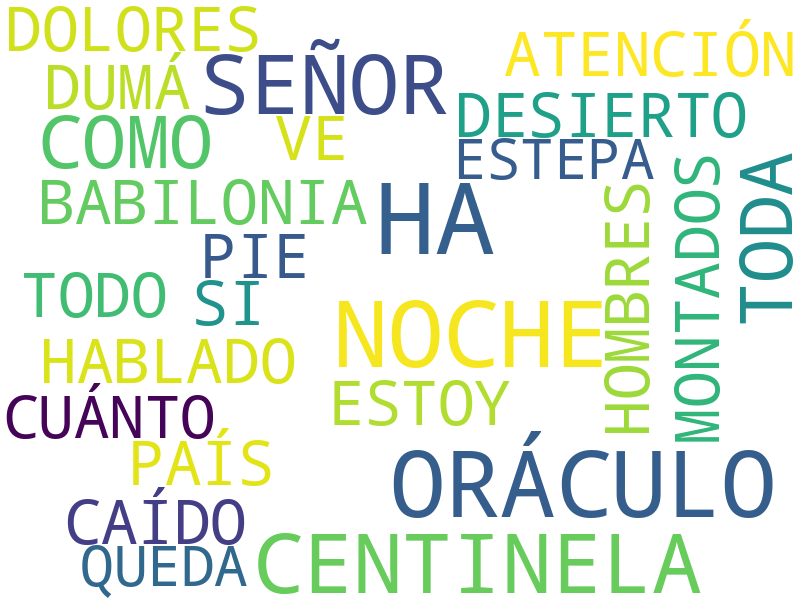 DOLORES
ATENCIÓN
SEÑOR
DUMÁ
DESIERTO
COMO
VE
ESTEPA
BABILONIA
HA
HOMBRES
MONTADOS
TODA
PIE
TODO
SI
NOCHE
HABLADO
ESTOY
CUÁNTO
PAÍS
ORÁCULO
CAÍDO
CENTINELA
QUEDA